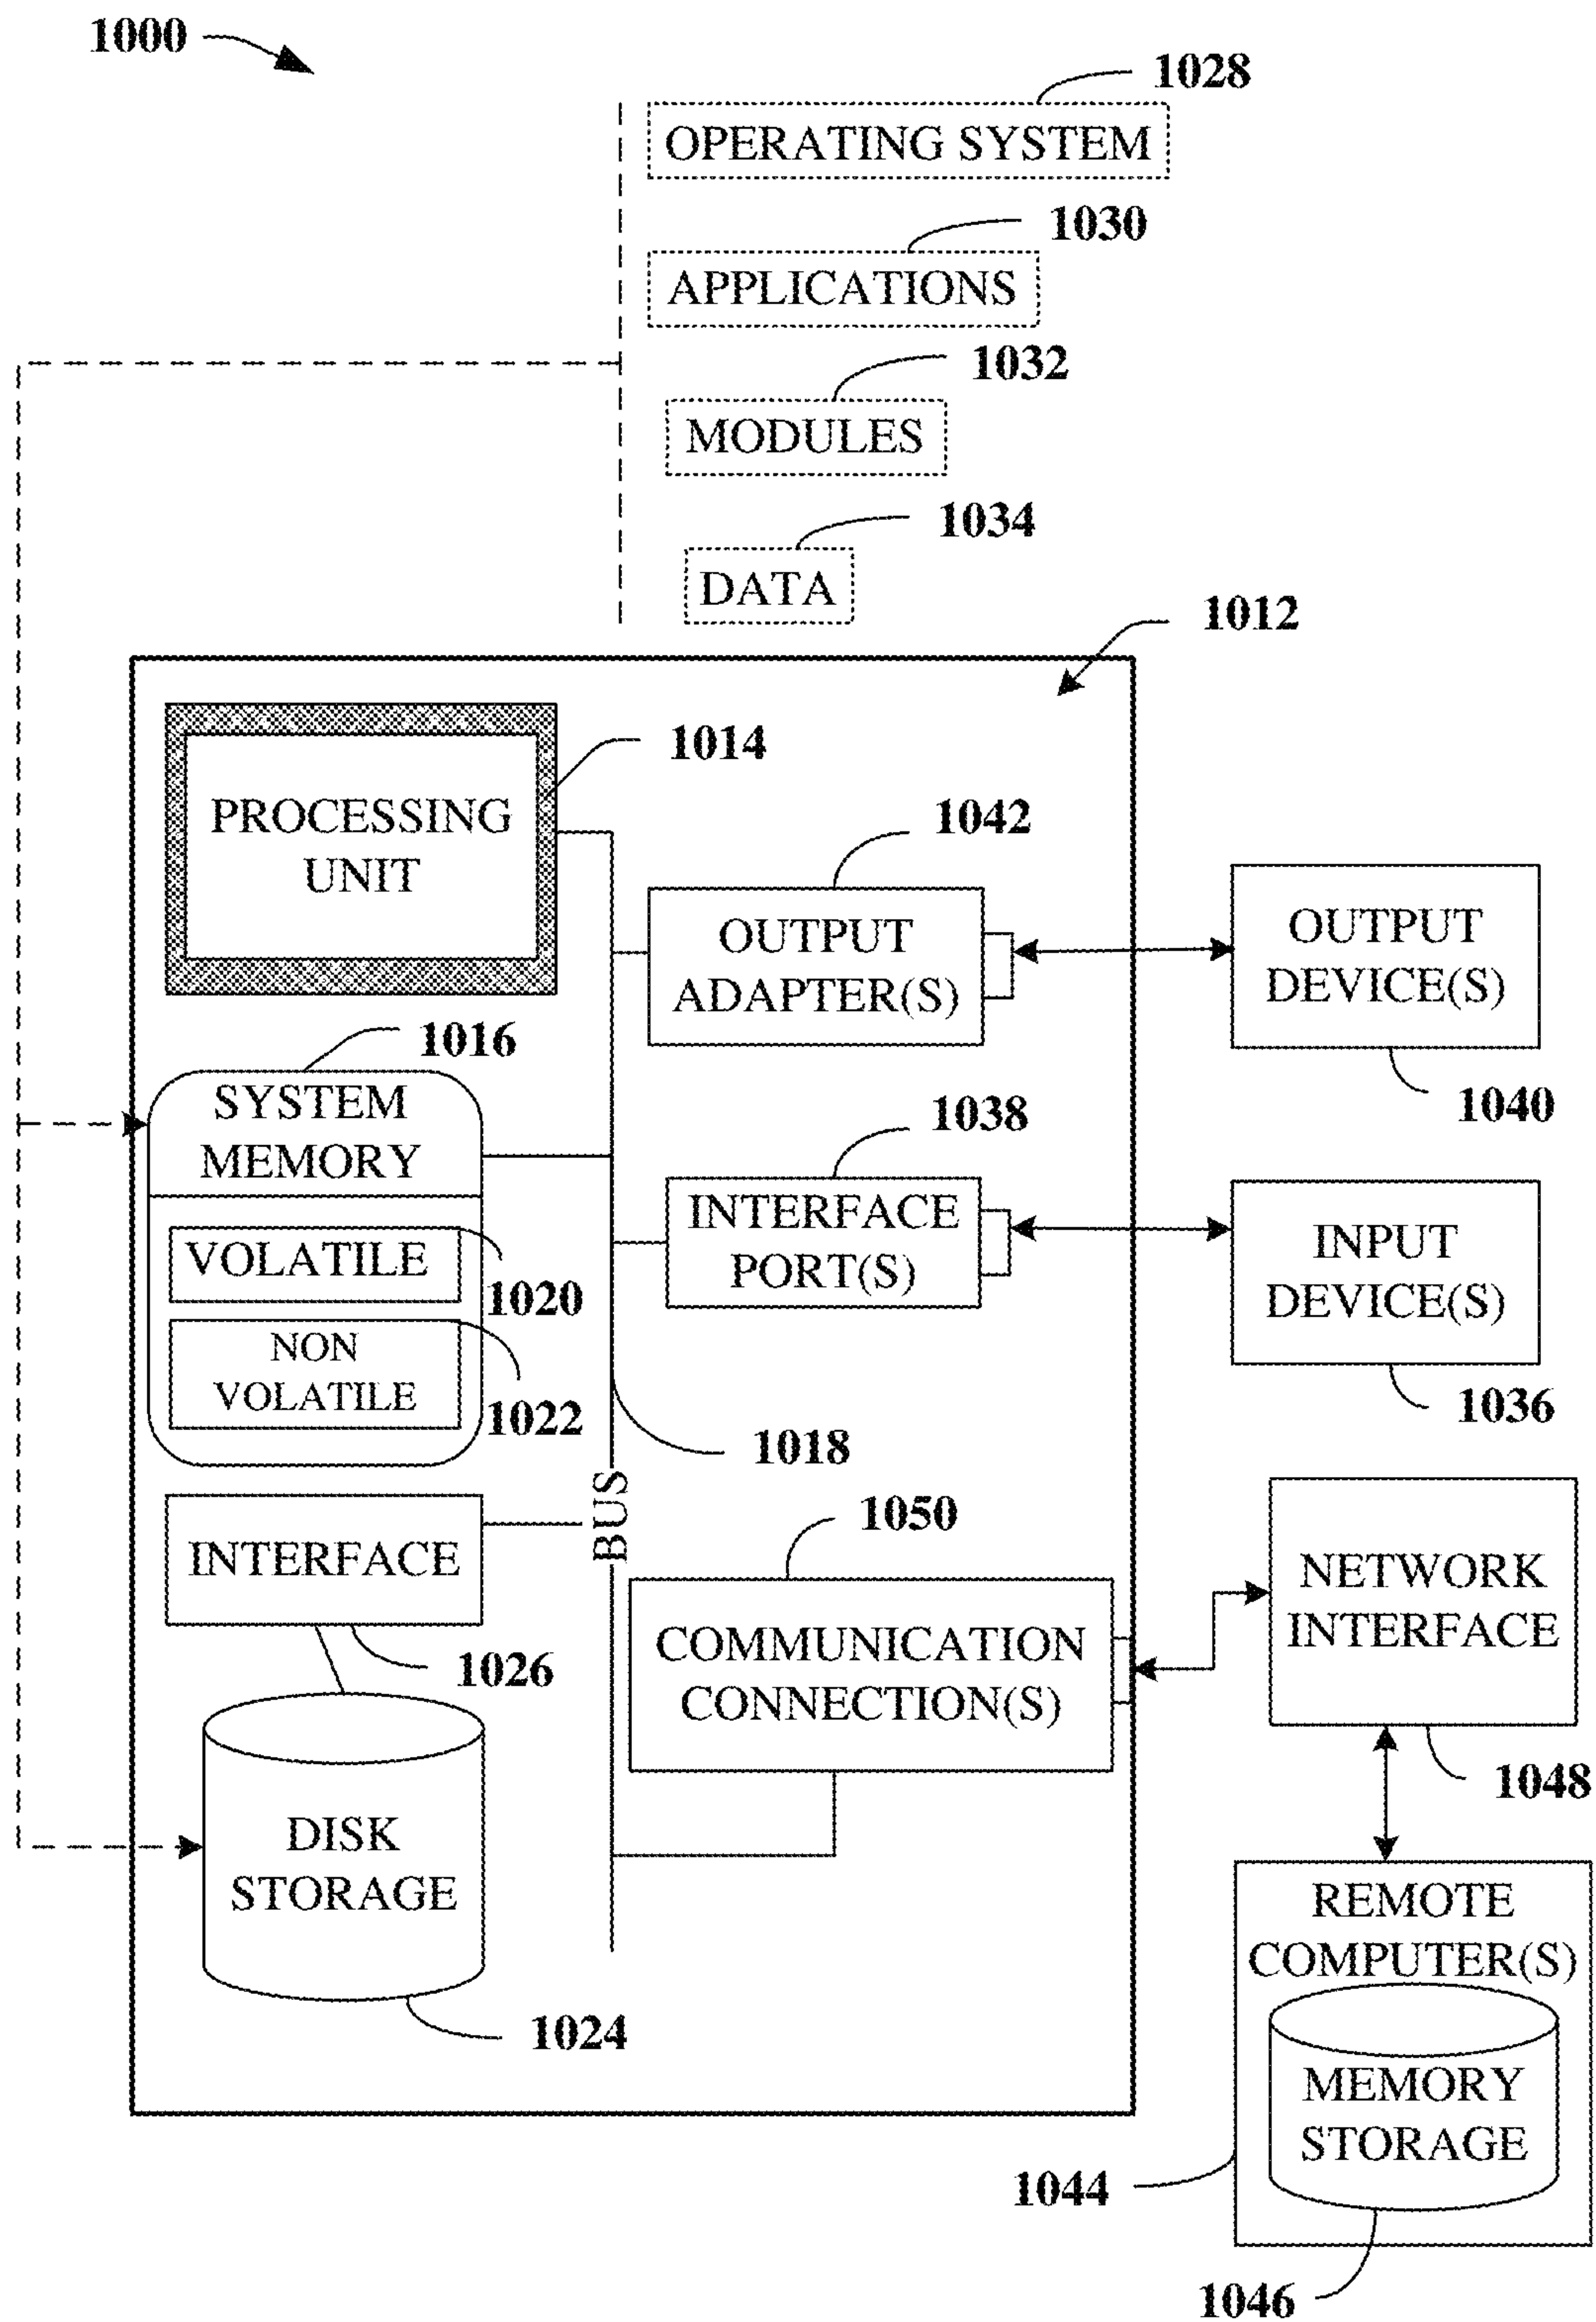 1000
1028
OPERATING SYSTEM
1030
APPLICATIONS
1032
MODULES
1034
DATA
1012
1014
PROCESSING
UNIT
1042
OUTPUT
ADAPTER(S)
OUTPUT
DEVICE(S)
1040
1016
SYSTEM
MEMORY
VOLATILE
1020
NON
VOLATILE
1022
1038
INTERFACE
PORT(S)
INPUT
DEVICE(S)
1036
1018
BUS
INTERFACE
1026
1050
COMMUNICATION
CONNECTION(S)
NETWORK
INTERFACE
1048
DISK
STORAGE
1024
REMOTE
COMPUTER(S)
MEMORY
STORAGE
1044
1046